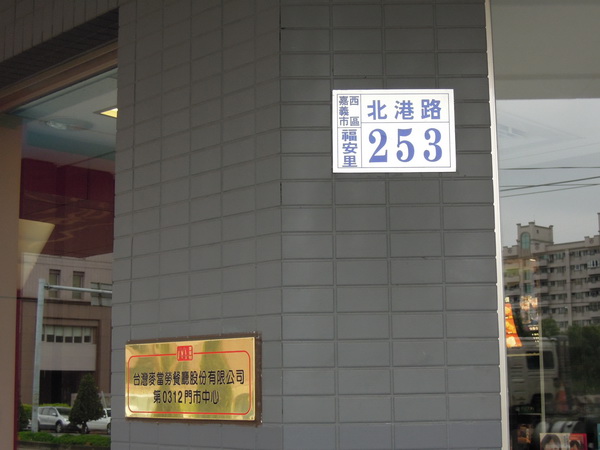 嘉義市
西區
福安里
北港路
253
台灣麥當勞餐廳股份有限公司
第0312門市中心